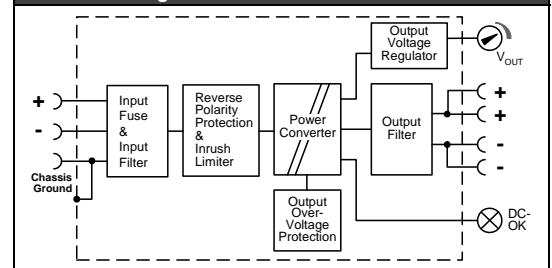 +
-
Chassis
Ground
Input
Fuse
&
Input
Filter
Reverse
Polarity
Protection
&
Inrush
Limiter
Power
Converter
Output
Over-
Voltage
Protection
Output
Voltage
Regulator
Output
Filter
VOUT
+
+
-
-
DC-
OK